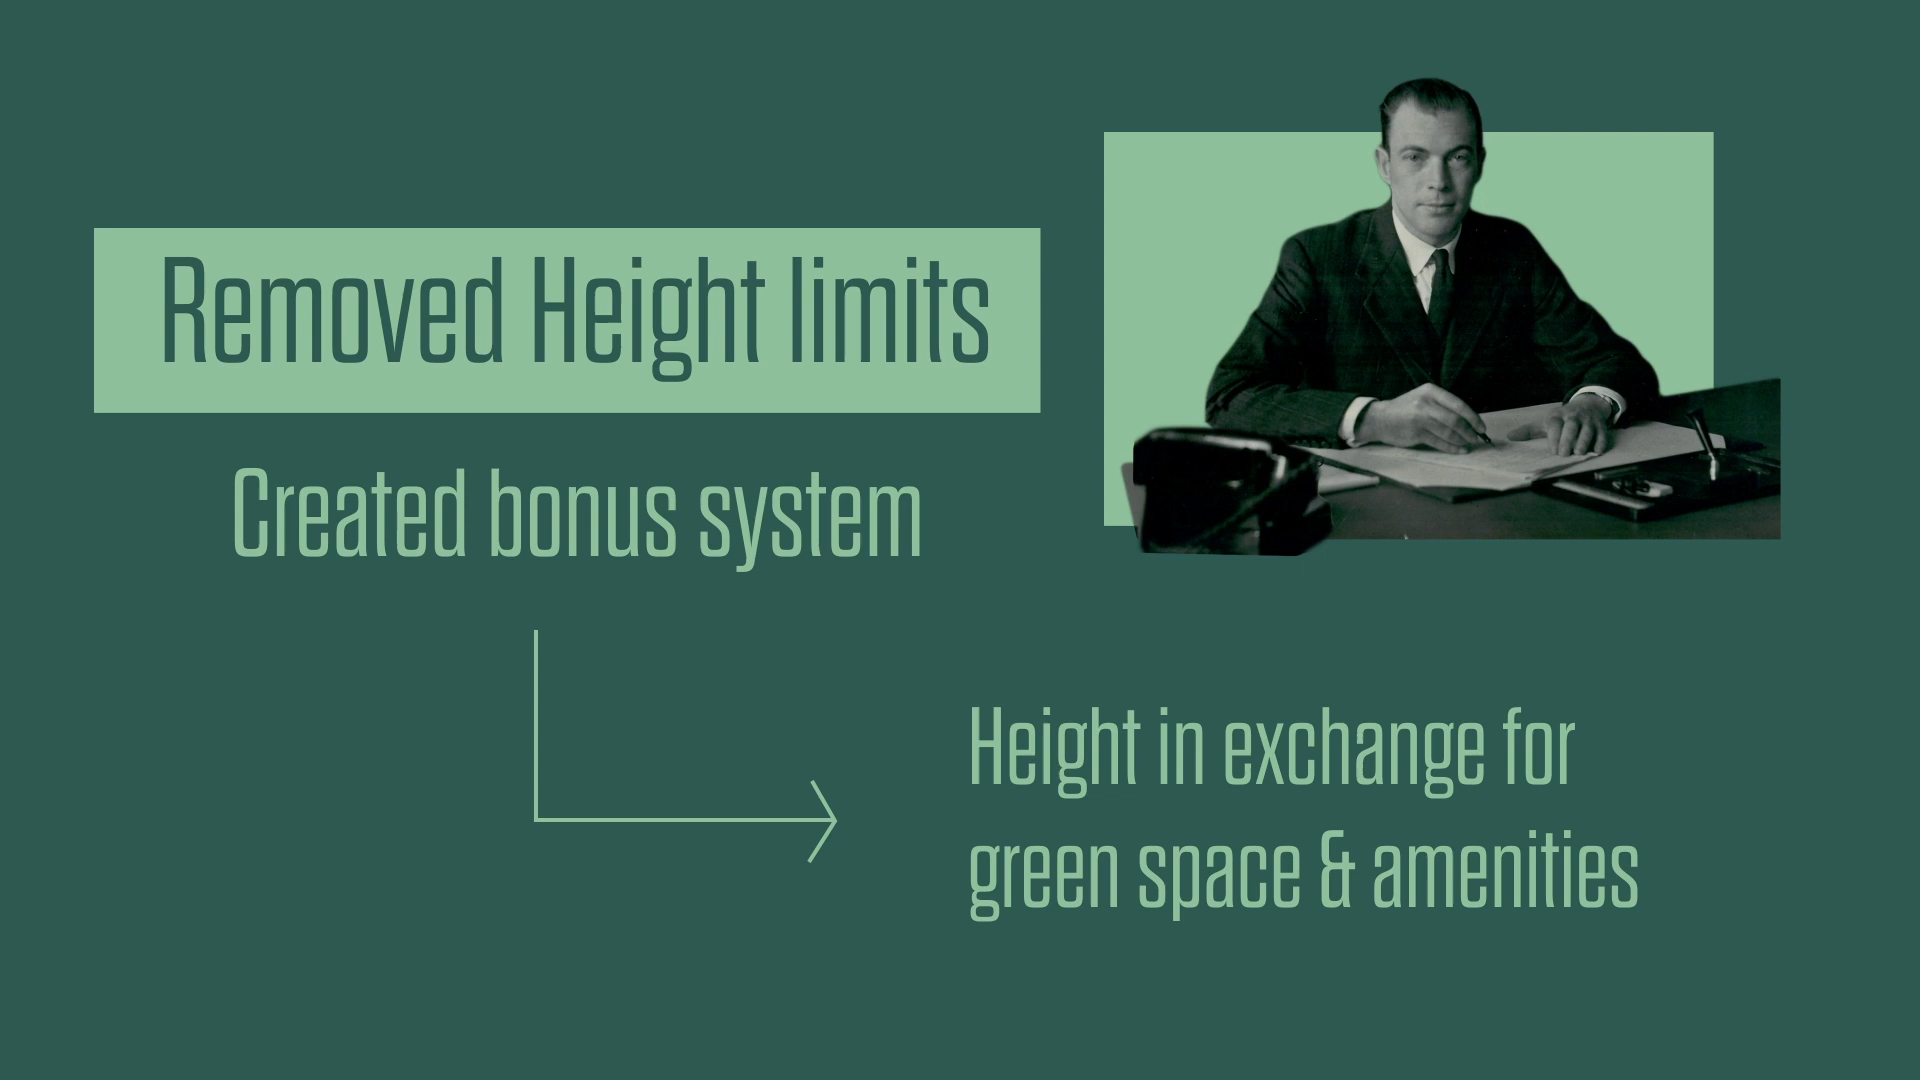 Removed Height limits
Created bonus system
Height in exchange for
green space & amenities